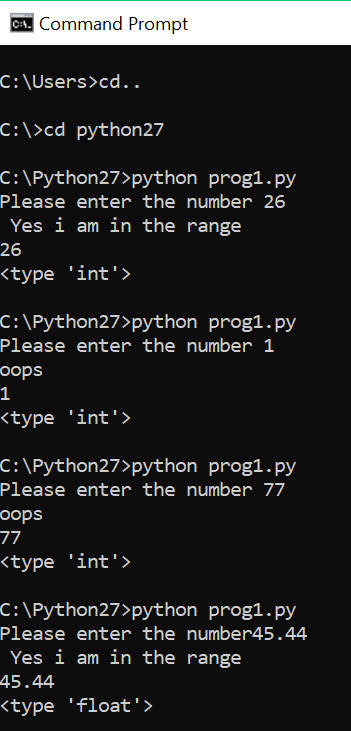 Command Prompt
C:\Users>cd..
C:\>cd python27
C:\Python27>python prog1.py
Please enter the number 26
 Yes i am in the range
26
<type 'int'>
C:\Python27>python prog1.py
Please enter the number 1
oops
1
<type 'int'>
C:\Python27>python prog1.py
Please enter the number 77
oops
77
<type 'int'>
C:\Python27>python prog1.py
Please enter the number45.44
 Yes i am in the range
45.44
<type 'float'>